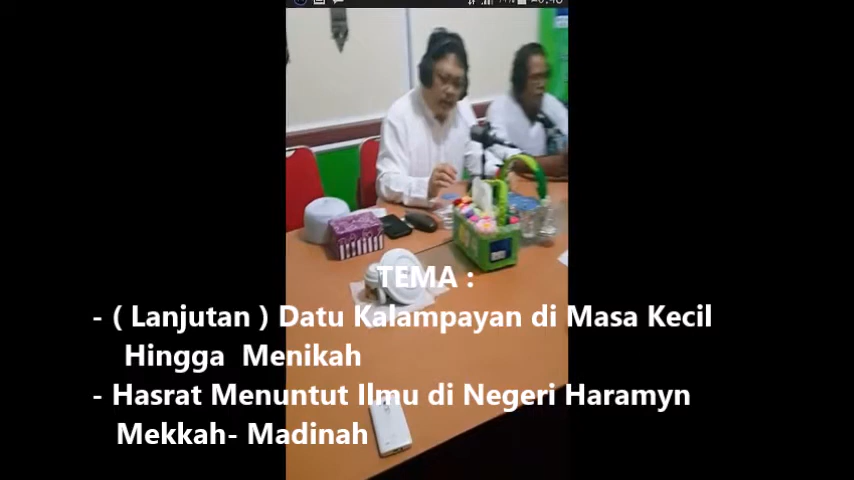 TEMA :
- ( Lanjutan ) Datu Kalampayan di Masa Kecil
Hingga Menikah
- Hasrat Menuntut Ilmu di Negeri Haramyn
Mekkah- Madinah